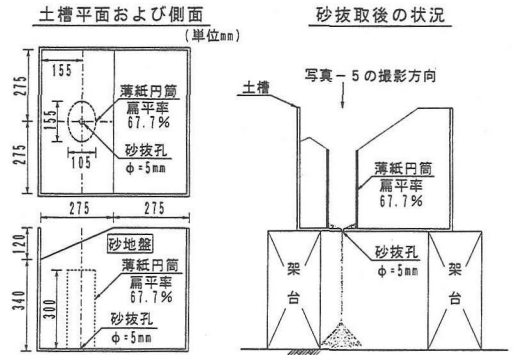 土槽平面および側面
(単位mm)
155
275
155
275
105
薄紙円筒
扁平率
67.7%
砂抜孔
φ=5mm
275
275
120
340
300
砂地盤
薄紙円筒
扁平率
67.7%
砂抜孔
φ=5mm
砂抜取後の状況
写真-5の撮影方向
土槽
薄紙円筒
扁平率
67.7%
砂抜孔
φ=5mm
架台
架台